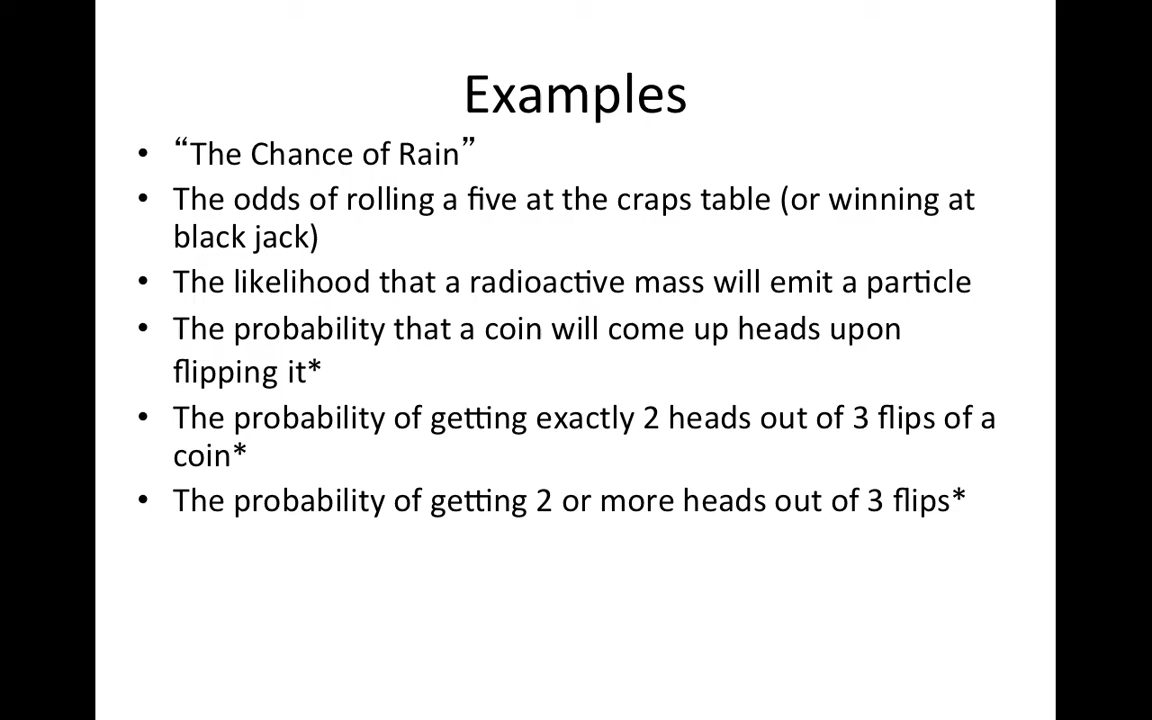 Examples
• “The Chance of Rain”
• The odds of rolling a five at the craps table (or winning at
black jack)
• The likelihood that a radioactive mass will emit a particle
• The probability that a coin will come up heads upon
flipping it*
• The probability of getting exactly 2 heads out of 3 flips of a
coin*
• The probability of getting 2 or more heads out of 3 flips*